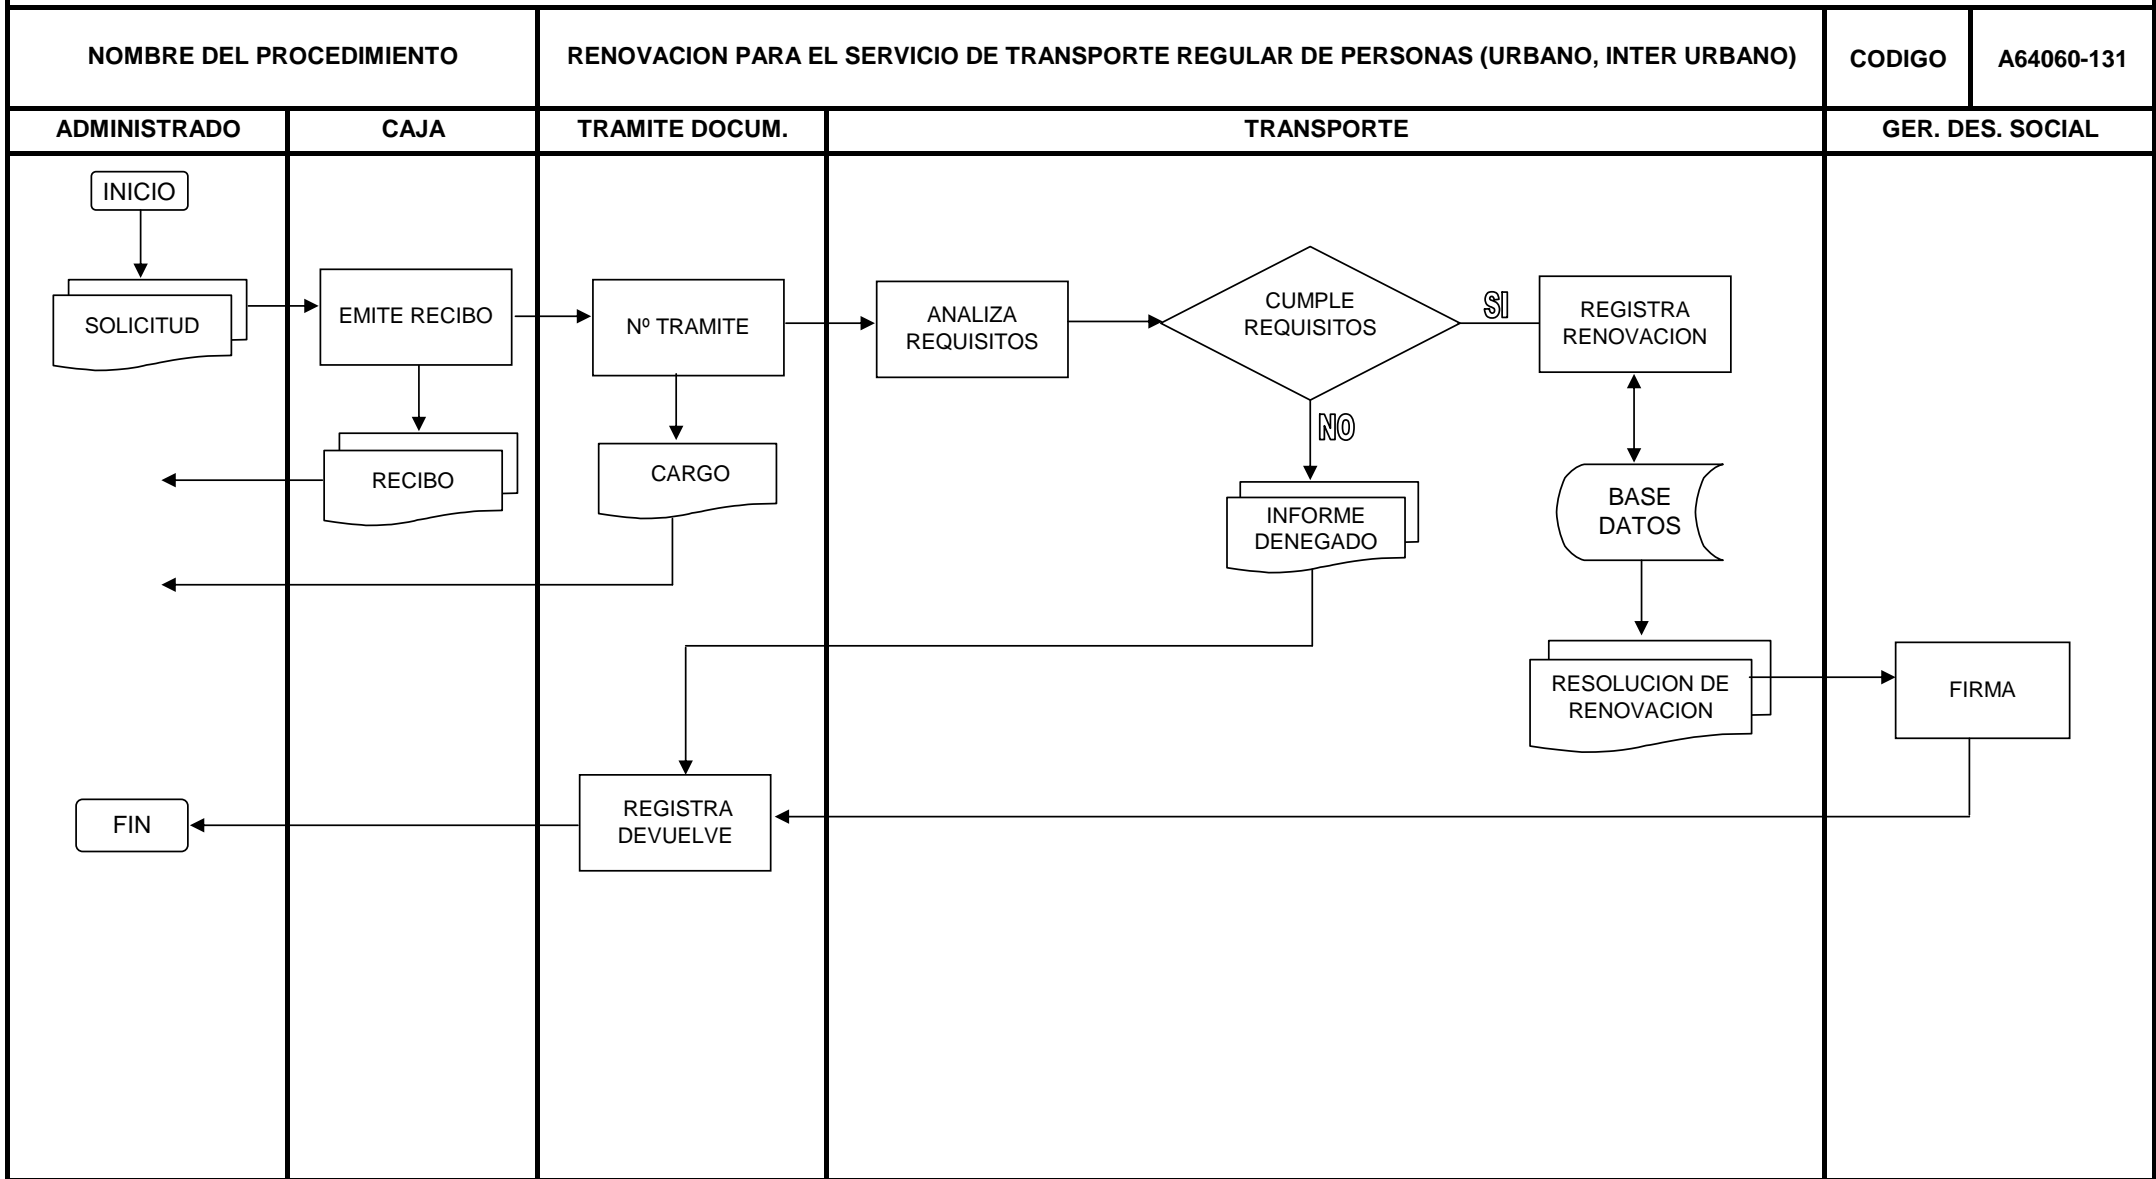 NOMBRE DEL PROCEDIMIENTO
RENOVACION PARA EL SERVICIO DE TRANSPORTE REGULAR DE PERSONAS (URBANO, INTER URBANO)
CODIGO
A64060-131
ADMINISTRADO
CAJA
TRAMITE DOCUM.
TRANSPORTE
GER. DES. SOCIAL
INICIO
SOLICITUD
EMITE RECIBO
Nº TRAMITE
ANALIZA
REQUISITOS
CUMPLE
REQUISITOS
SI
REGISTRA
RENOVACION
NO
RECIBO
CARGO
INFORME
DENEGADO
BASE
DATOS
RESOLUCION DE
RENOVACION
FIRMA
REGISTRA
DEVUELVE
FIN